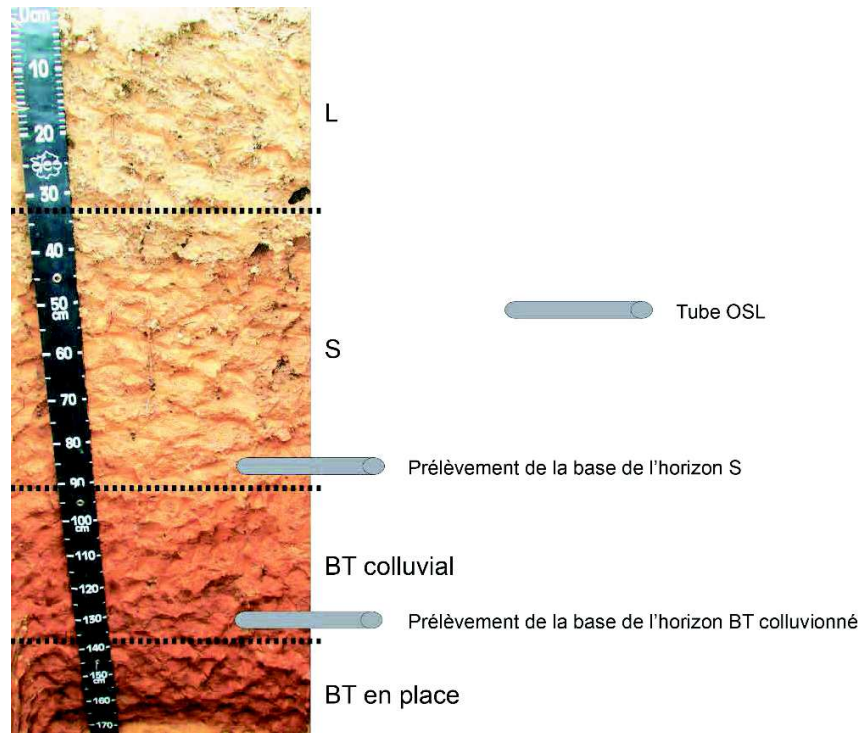 0cm
10
20
30
40
50
cm
60
70
80
90
100
cm
110
120
130
140
150
cm
160
170
L
S
Tube OSL
Prélèvement de la base de l'horizon S
BT colluvial
Prélèvement de la base de l'horizon BT colluvionné
BT en place